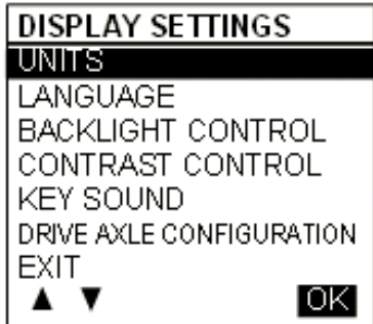 DISPLAY SETTINGS
UNITS
LANGUAGE
BACKLIGHT CONTROL
CONTRAST CONTROL
KEY SOUND
DRIVE AXLE CONFIGURATION
EXIT
▲ ▼ OK